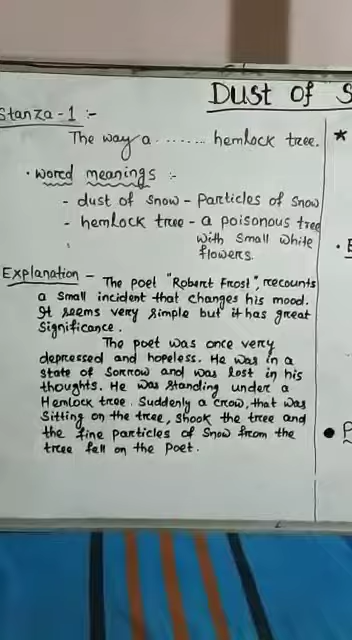 Dust of S
Stanza-1 :-
The way a ........ hemlock tree.
• word meanings :-
- dust of snow - particles of snow
- hemlock tree - a poisonous tree
with small white
flowers.
Explanation - The poet "Robert Frost", recounts
a small incident that changes his mood.
It seems very simple but it has great
significance.
The poet was once very
depressed and hopeless. He was in a
state of sorrow and was lost in his
thoughts. He was standing under a
Hemlock tree. Suddenly a crow, that was
sitting on the tree, shook the tree and
the fine particles of snow from the
tree fell on the poet.